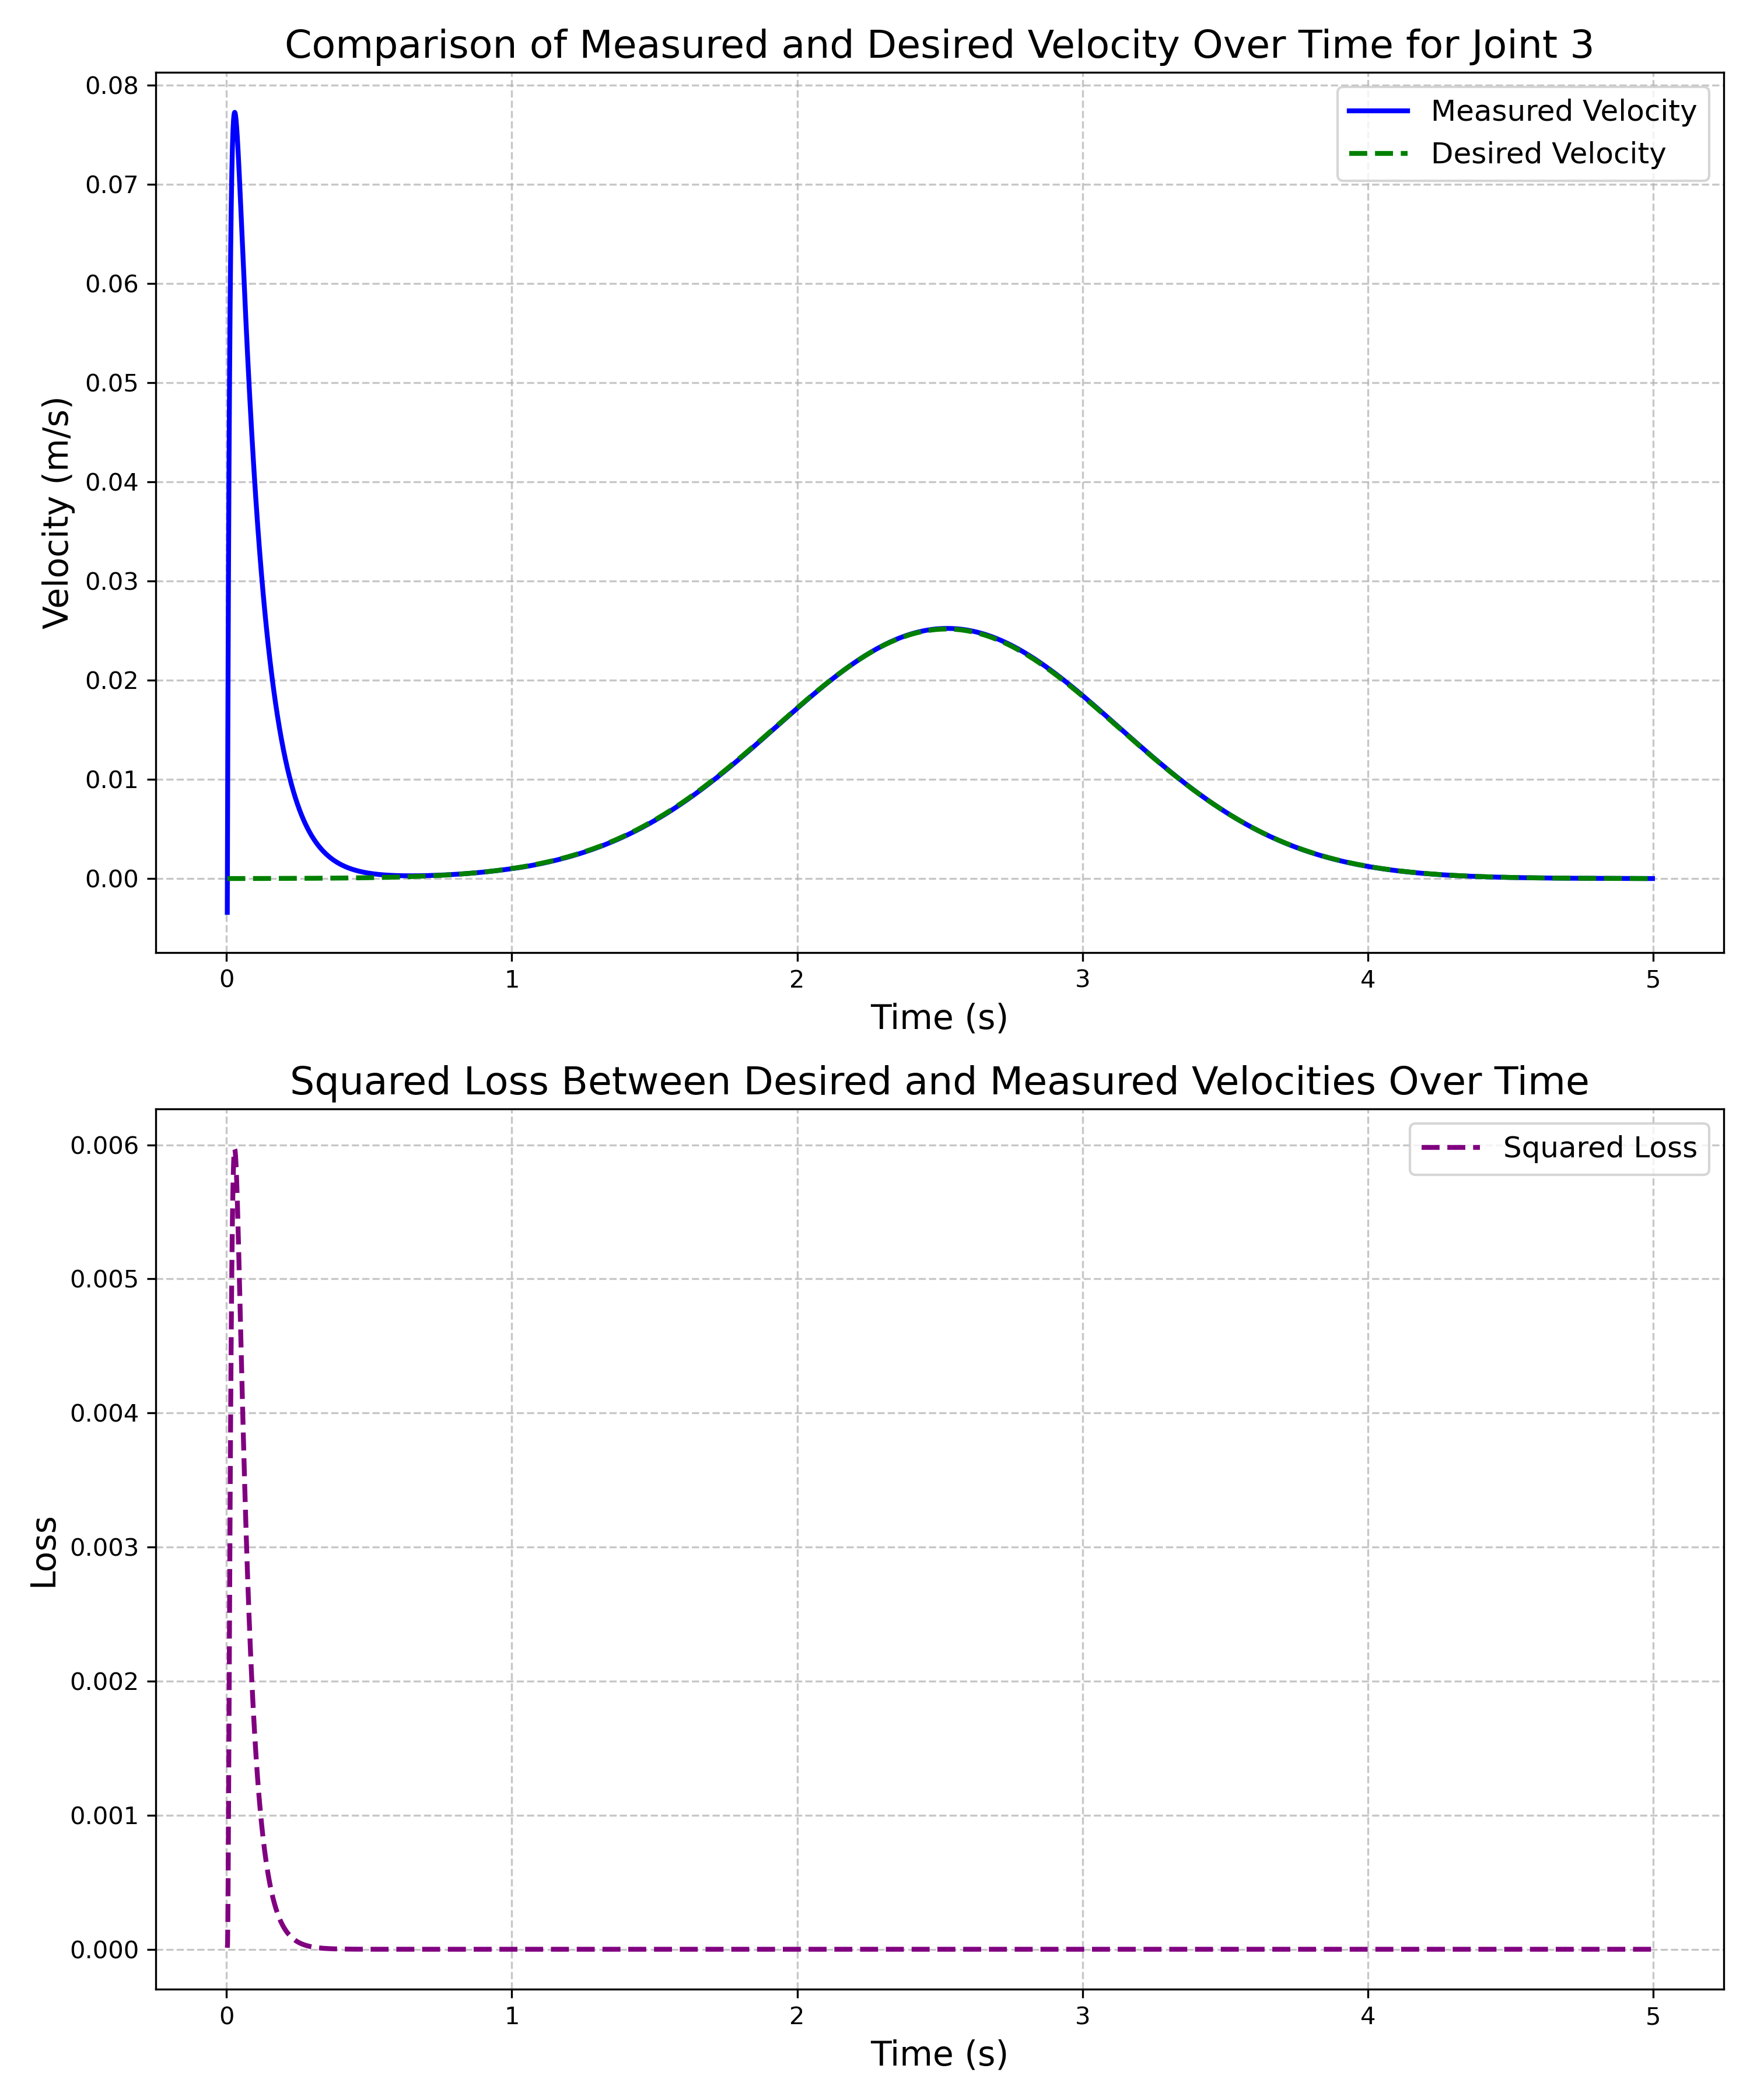 Comparison of Measured and Desired Velocity Over Time for Joint 3
Measured Velocity
Desired Velocity
Velocity (m/s)
0.08
0.07
0.06
0.05
0.04
0.03
0.02
0.01
0.00
0 1 2 3 4 5
Time (s)
Squared Loss Between Desired and Measured Velocities Over Time
Squared Loss
Loss
0.006
0.005
0.004
0.003
0.002
0.001
0.000
0 1 2 3 4 5
Time (s)